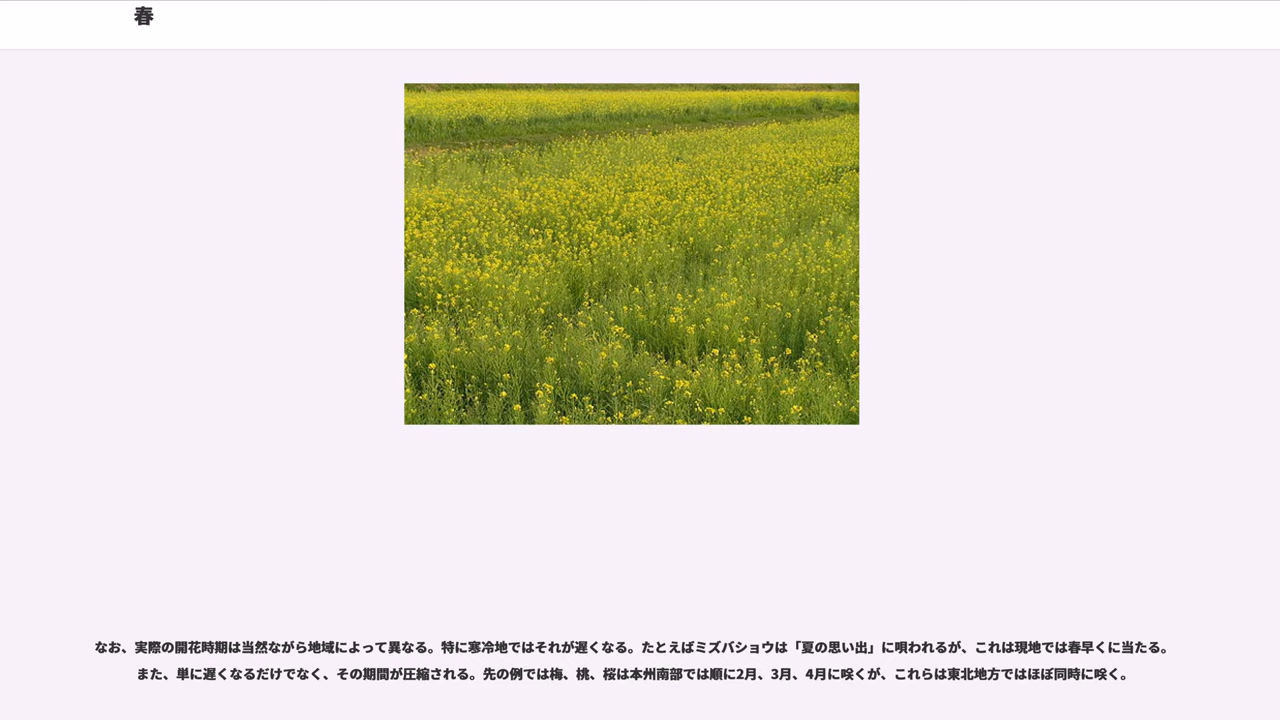 春
なお、実際の開花時期は当然ながら地域によって異なる。特に寒冷地ではそれが遅くなる。たとえばミズバショウは「夏の思い出」に唄われるが、これは現地では春早くに当たる。
また、単に遅くなるだけでなく、その期間が圧縮される。先の例では梅、桃、桜は本州南部では順に2月、3月、4月に咲くが、これらは東北地方ではほぼ同時に咲く。